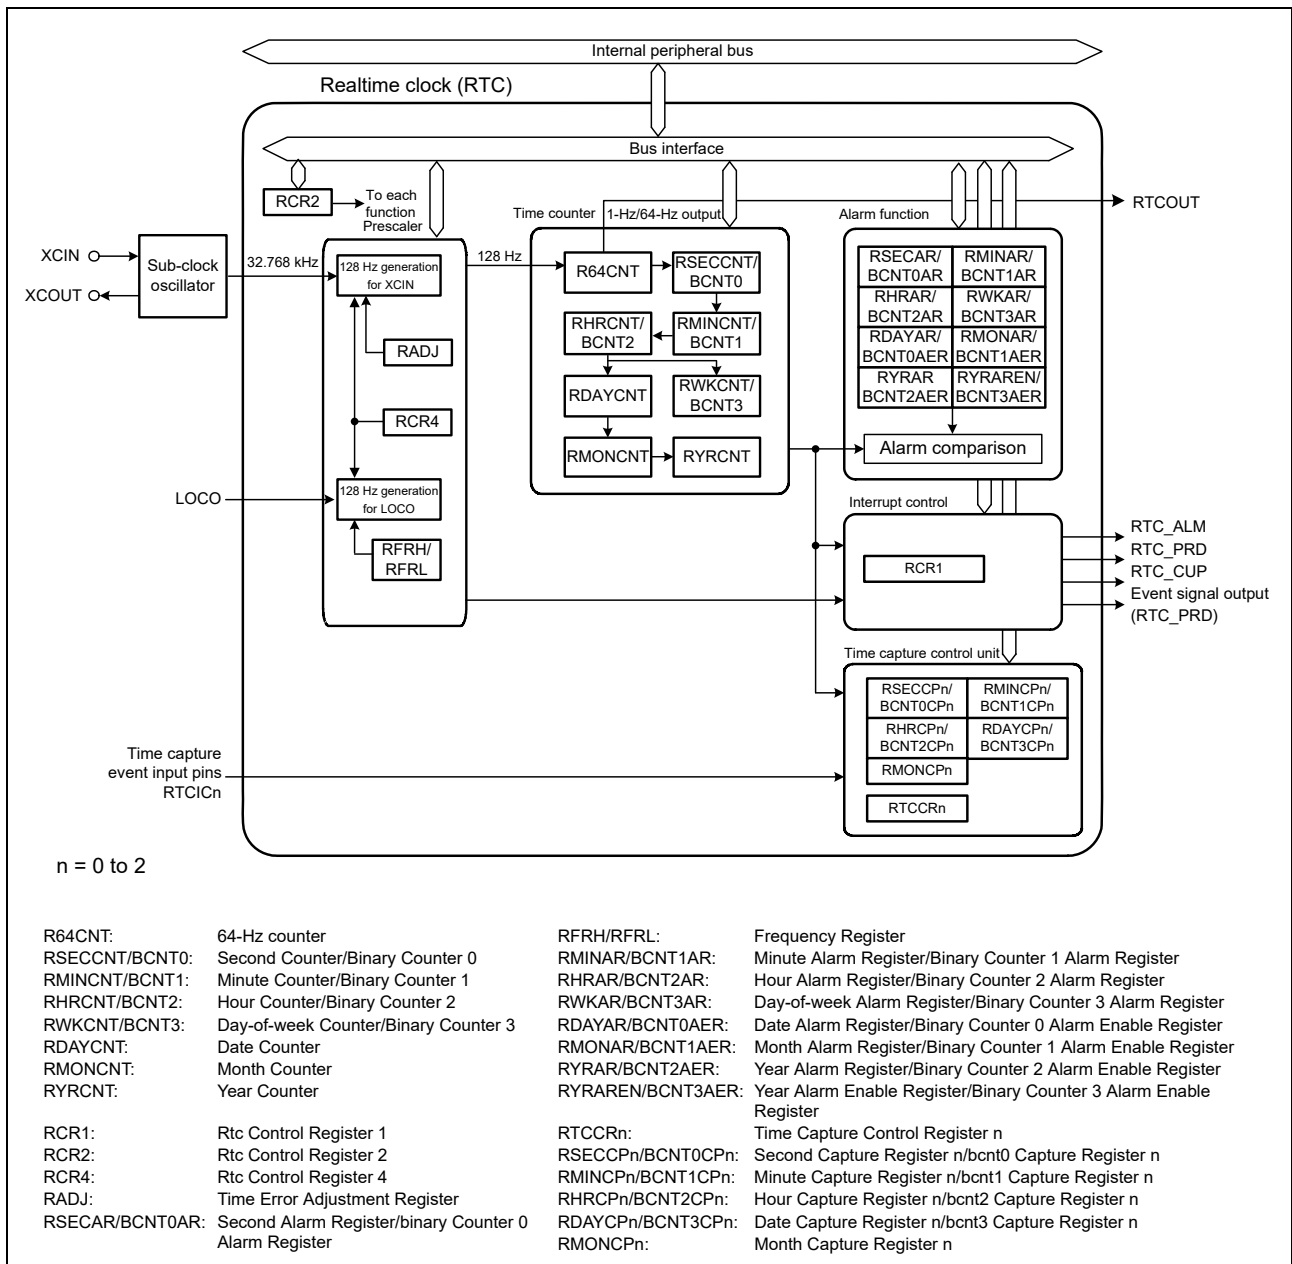 Internal peripheral bus
Realtime clock (RTC)
Bus interface
RCR2
To each
function
Prescaler
Time counter
1-Hz/64-Hz output
Alarm function
RTCOUT
XCIN
XCOUT
Sub-clock
oscillator
32.768 kHz
128 Hz generation
for XCIN
128 Hz
RADJ
RCR4
LOCO
128 Hz generation
for LOCO
RFRH/
RFRL
R64CNT
RSECCNT/
BCNT0
RHRCNT/
BCNT2
RMINCNT/
BCNT1
RDAYCNT
RWKCNT/
BCNT3
RMONCNT
RYRCNT
RSECAR/
BCNT0AR
RMINAR/
BCNT1AR
RHRAR/
BCNT2AR
RWKAR/
BCNT3AR
RDAYAR/
BCNT0AER
RMONAR/
BCNT1AER
RYRAR
BCNT2AER
RYRAREN/
BCNT3AER
Alarm comparison
Interrupt control
RCR1
RTC_ALM
RTC_PRD
RTC_CUP
Event signal output
(RTC_PRD)
Time capture control unit
RSECCPn/
BCNT0CPn
RMINCPn/
BCNT1CPn
RHRCPn/
BCNT2CPn
RDAYCPn/
BCNT3CPn
RMONCPn
RTCCRn
Time capture
event input pins
RTCICn
n = 0 to 2
R64CNT: 64-Hz counter
RSECCNT/BCNT0: Second Counter/Binary Counter 0
RMINCNT/BCNT1: Minute Counter/Binary Counter 1
RHRCNT/BCNT2: Hour Counter/Binary Counter 2
RWKCNT/BCNT3: Day-of-week Counter/Binary Counter 3
RDAYCNT: Date Counter
RMONCNT: Month Counter
RYRCNT: Year Counter
RCR1: Rtc Control Register 1
RCR2: Rtc Control Register 2
RCR4: Rtc Control Register 4
RADJ: Time Error Adjustment Register
RSECAR/BCNT0AR: Second Alarm Register/binary Counter 0
Alarm Register
RFRH/RFRL: Frequency Register
RMINAR/BCNT1AR: Minute Alarm Register/Binary Counter 1 Alarm Register
RHRAR/BCNT2AR: Hour Alarm Register/Binary Counter 2 Alarm Register
RWKAR/BCNT3AR: Day-of-week Alarm Register/Binary Counter 3 Alarm Register
RDAYAR/BCNT0AER: Date Alarm Register/Binary Counter 0 Alarm Enable Register
RMONAR/BCNT1AER: Month Alarm Register/Binary Counter 1 Alarm Enable Register
RYRAR/BCNT2AER: Year Alarm Register/Binary Counter 2 Alarm Enable Register
RYRAREN/BCNT3AER: Year Alarm Enable Register/Binary Counter 3 Alarm Enable
Register
RTCCRn: Time Capture Control Register n
RSECCPn/BCNT0CPn: Second Capture Register n/bcnt0 Capture Register n
RMINCPn/BCNT1CPn: Minute Capture Register n/bcnt1 Capture Register n
RHRCPn/BCNT2CPn: Hour Capture Register n/bcnt2 Capture Register n
RDAYCPn/BCNT3CPn: Date Capture Register n/bcnt3 Capture Register n
RMONCPn: Month Capture Register n